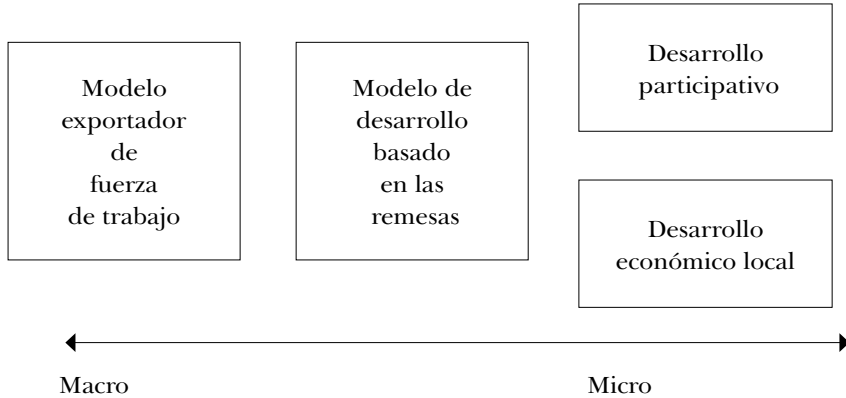 Modelo
exportador
de
fuerza
de trabajo
Modelo de
desarrollo
basado
en las
remesas
Desarrollo
participativo
Desarrollo
económico local
Macro
Micro